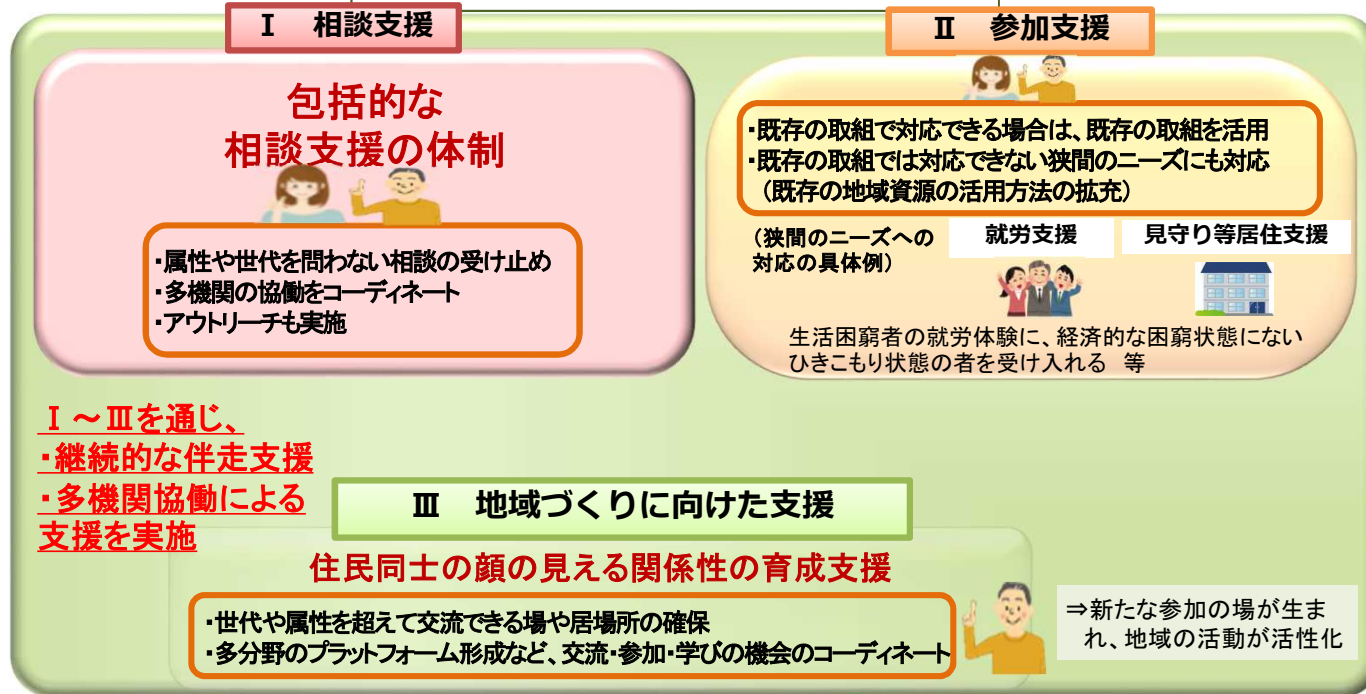 Ⅰ 相談支援
包括的な
相談支援の体制
・属性や世代を問わない相談の受け止め
・多機関の協働をコーディネート
・アウトリーチも実施
Ⅱ 参加支援
・既存の取組で対応できる場合は、既存の取組を活用
・既存の取組では対応できない狭間のニーズにも対応
（既存の地域資源の活用方法の拡充）
（狭間のニーズへの
対応の具体例）
就労支援
見守り等居住支援
生活困窮者の就労体験に、経済的な困窮状態にない
ひきこもり状態の者を受け入れる 等
Ⅰ～Ⅲを通じ、
・継続的な伴走支援
・多機関協働による
支援を実施
Ⅲ 地域づくりに向けた支援
住民同士の顔の見える関係性の育成支援
・世代や属性を超えて交流できる場や居場所の確保
・多分野のプラットフォーム形成など、交流・参加・学びの機会のコーディネート
⇒新たな参加の場が生ま
れ、地域の活動が活性化